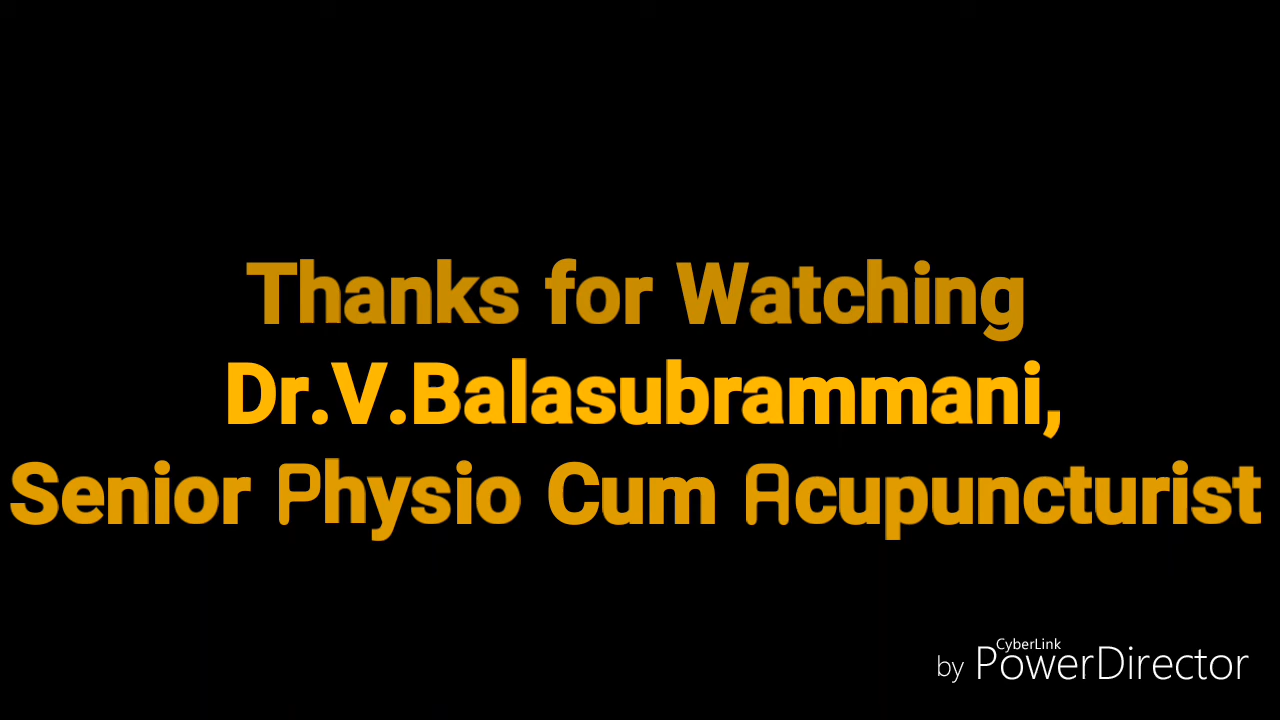 Thanks for Watching
Dr.V.Balasubrammani,
Senior Physio Cum Acupuncturist
CyberLink
by PowerDirector